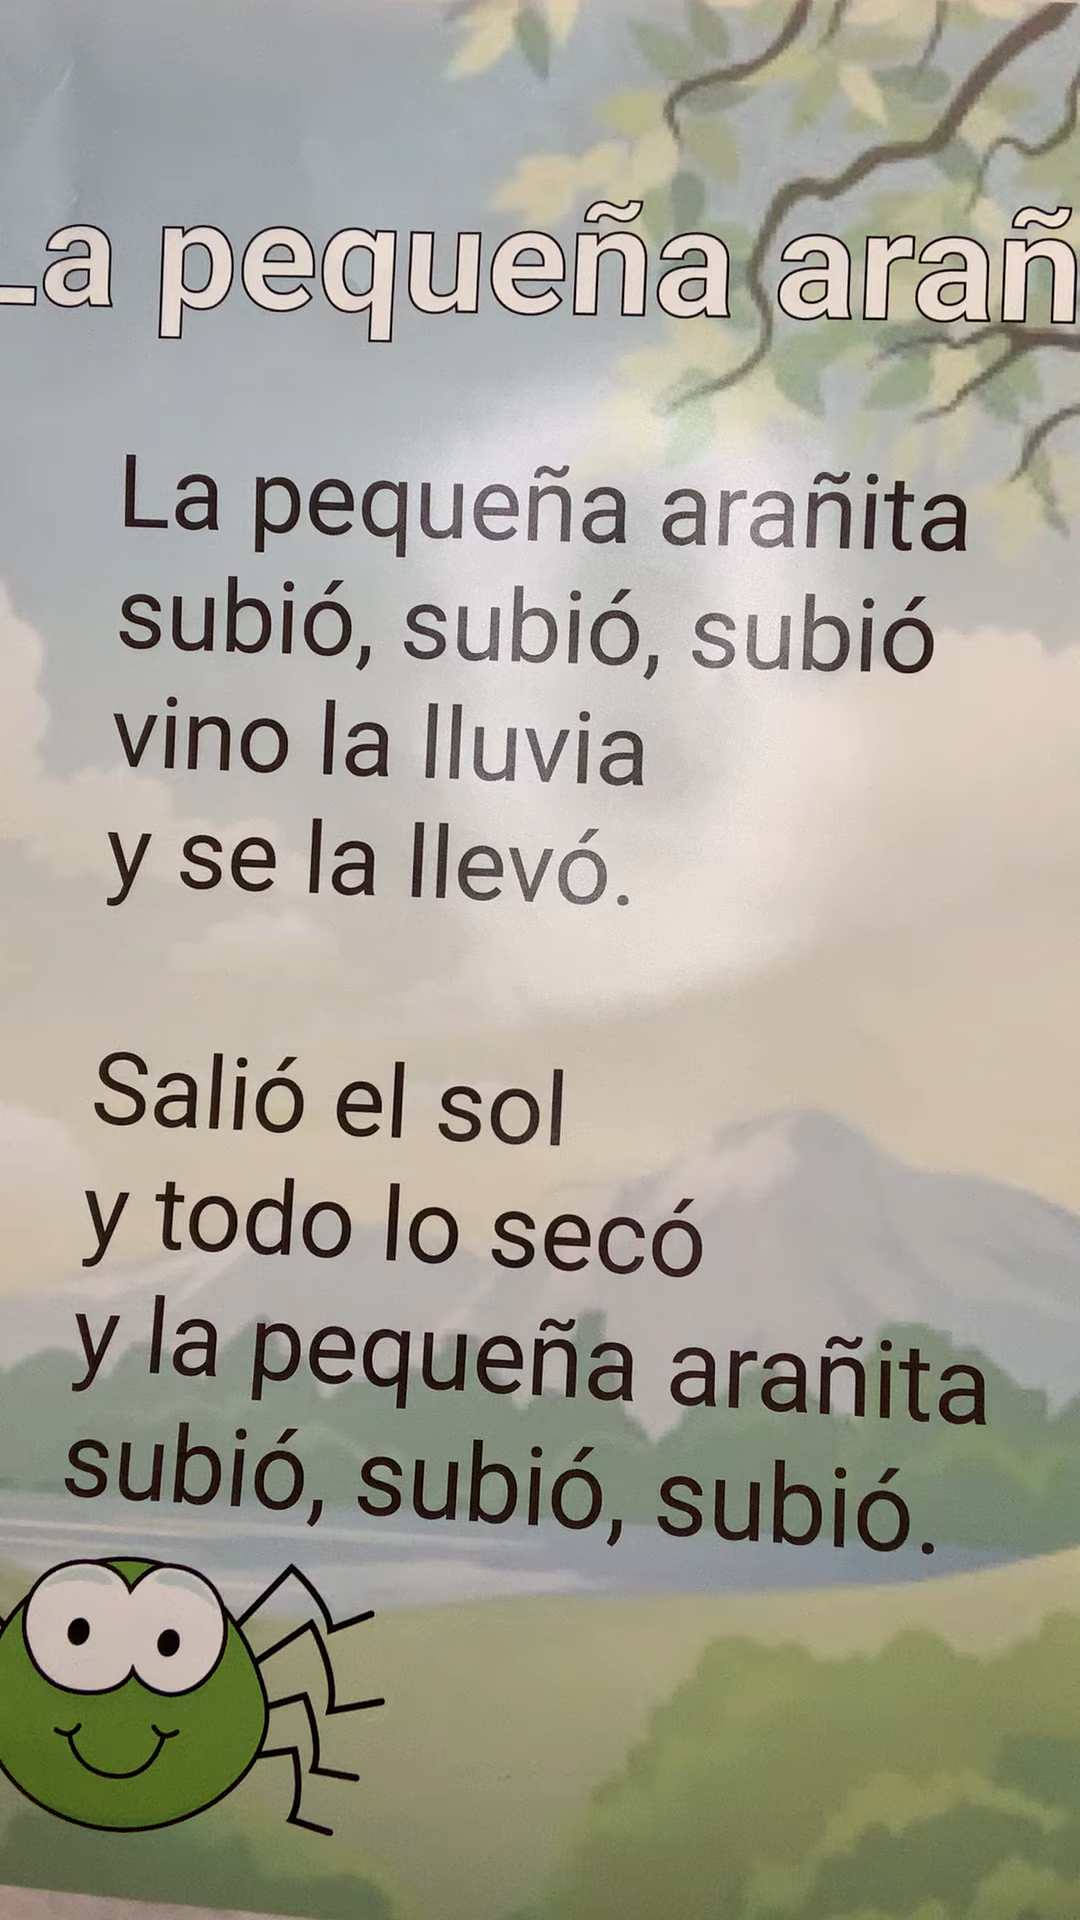 La pequeña arañ
La pequeña arañita
subió, subió, subió
vino la lluvia
y se la llevó.
Salió el sol
y todo lo secó
y la pequeña arañita
subió, subió, subió.